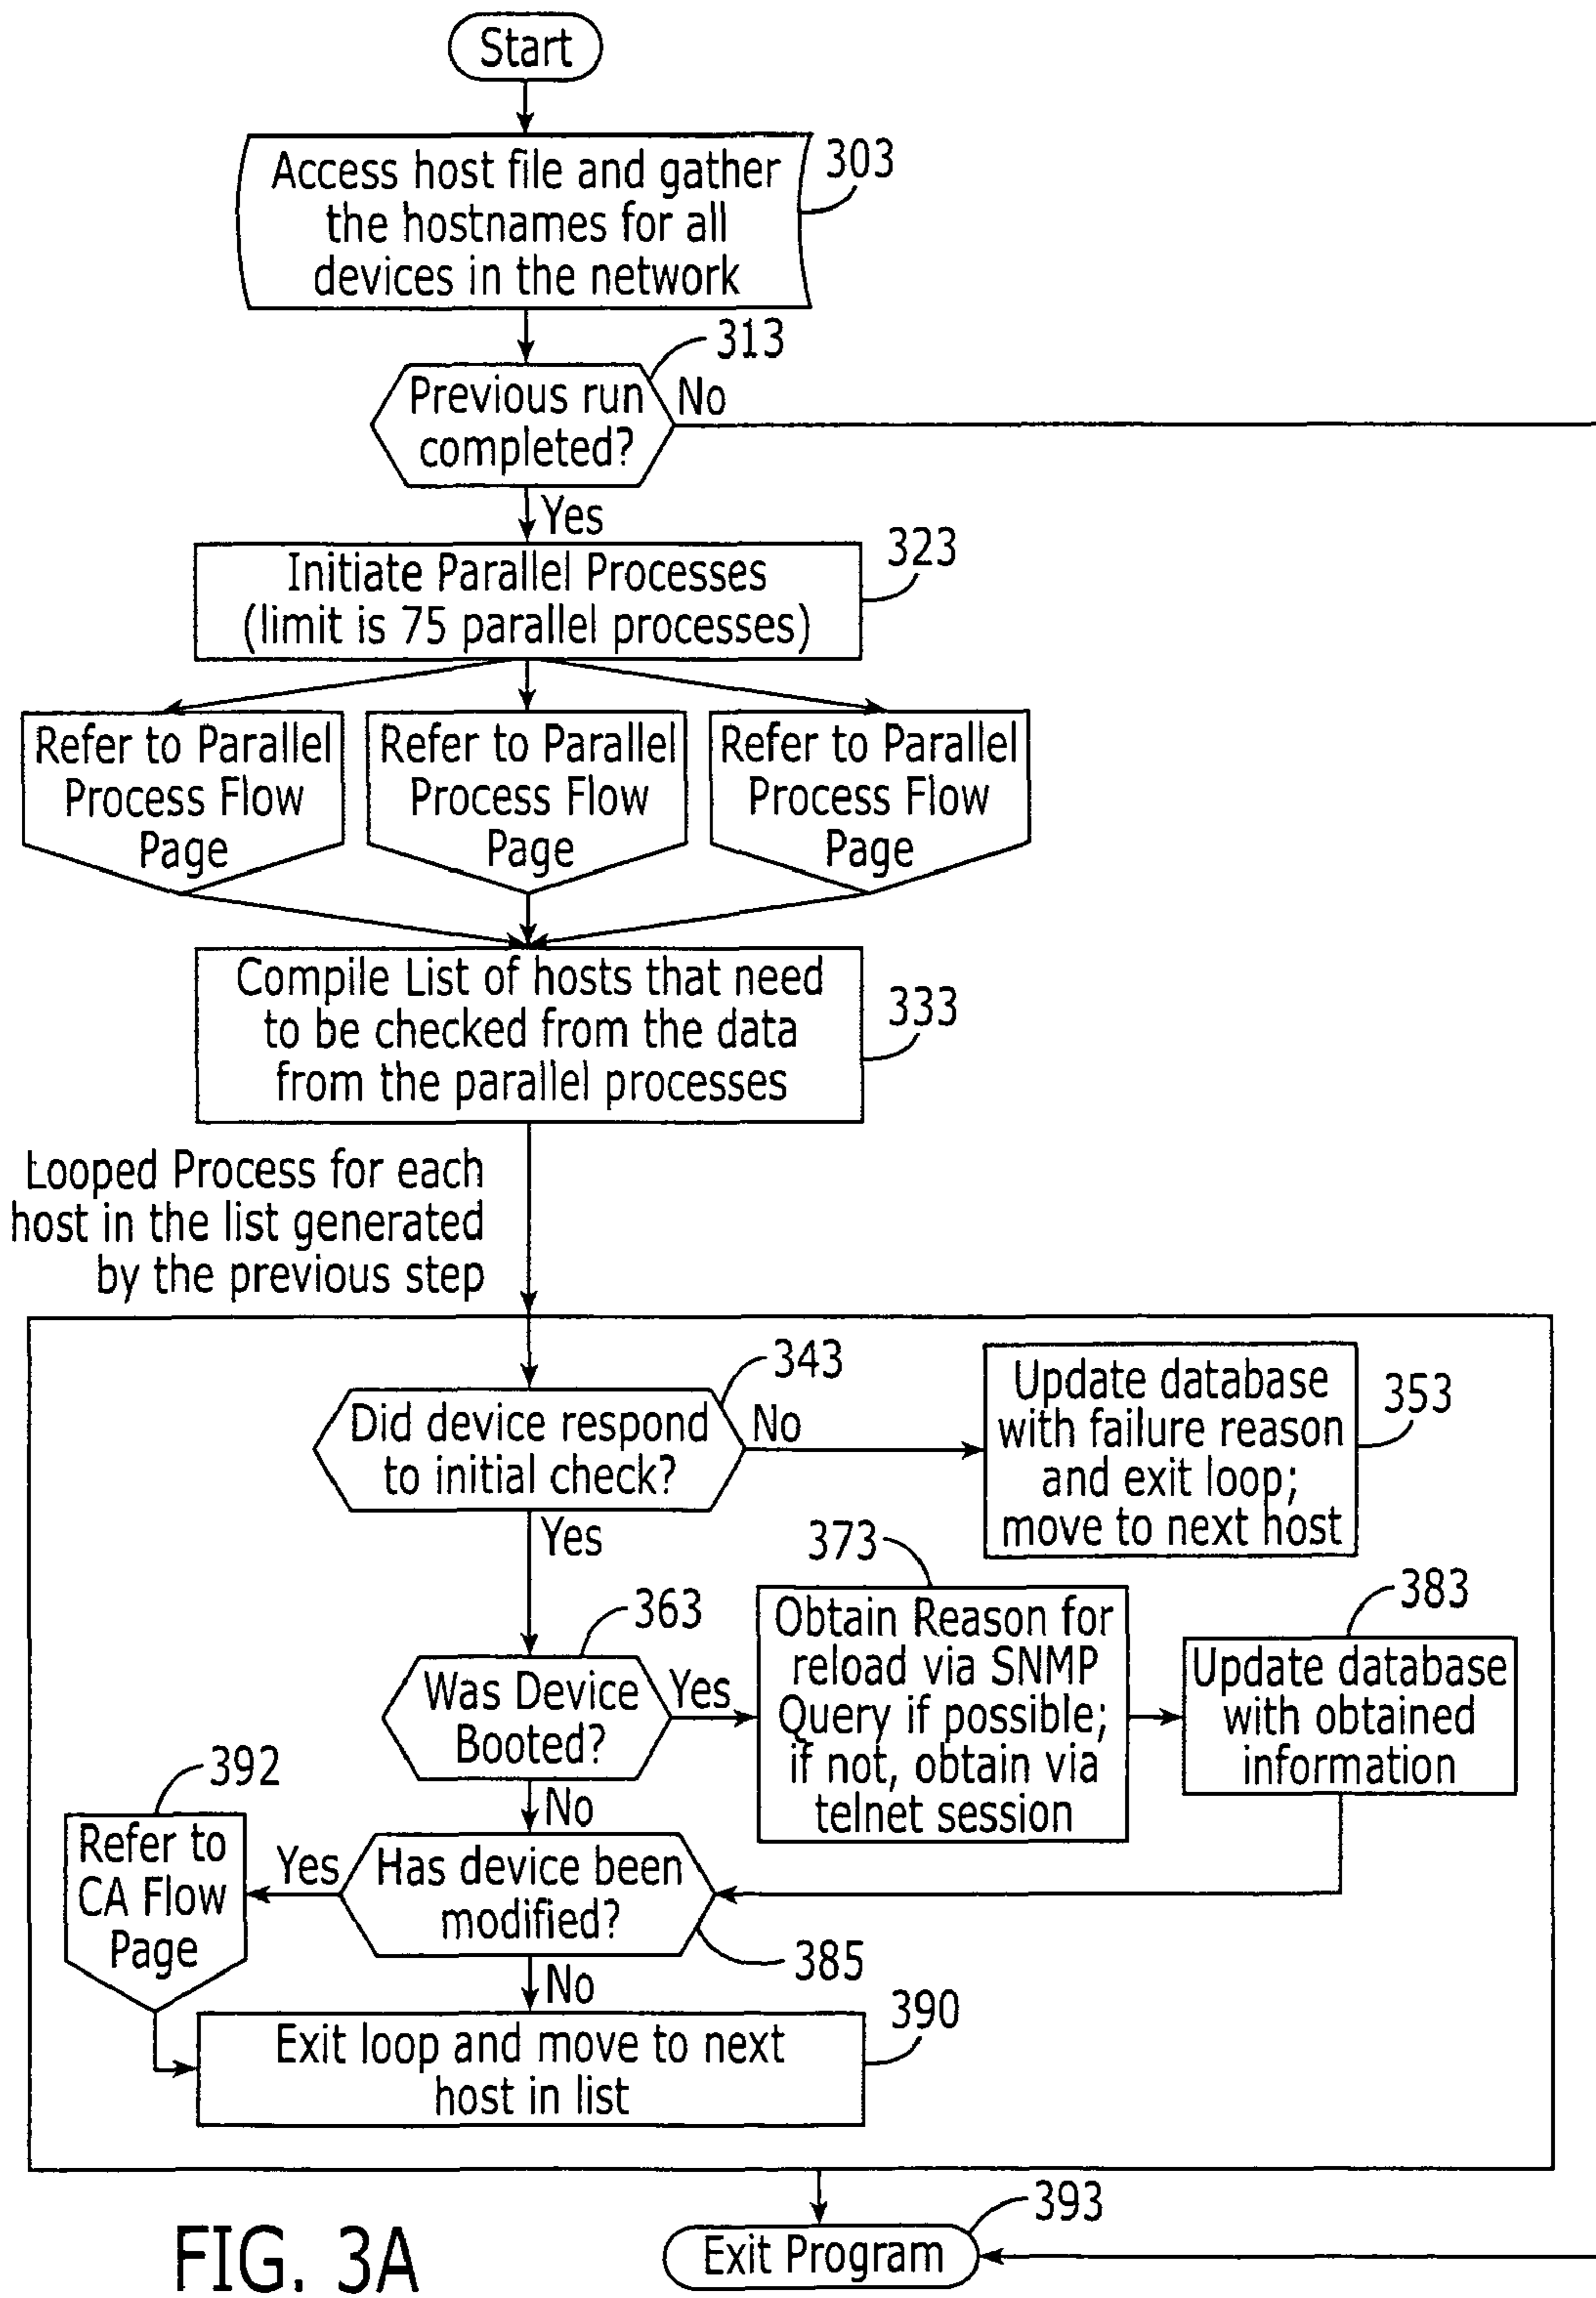 Start
Access host file and gather
the hostnames for all
devices in the network
303
313
Previous run
completed?
No
Yes
323
Initiate Parallel Processes
(limit is 75 parallel processes)
Refer to Parallel
Process Flow
Page
Refer to Parallel
Process Flow
Page
Refer to Parallel
Process Flow
Page
Compile List of hosts that need
to be checked from the data
from the parallel processes
333
Looped Process for each
host in the list generated
by the previous step
343
Did device respond
to initial check?
No
Update database
with failure reason
and exit loop;
move to next host
353
Yes
363
Was Device
Booted?
Yes
373
Obtain Reason for
reload via SNMP
Query if possible;
if not, obtain via
telnet session
383
Update database
with obtained
information
No
392
Refer to
CA Flow
Page
Yes
Has device been
modified?
385
No
390
Exit loop and move to next
host in list
393
Exit Program
FIG. 3A